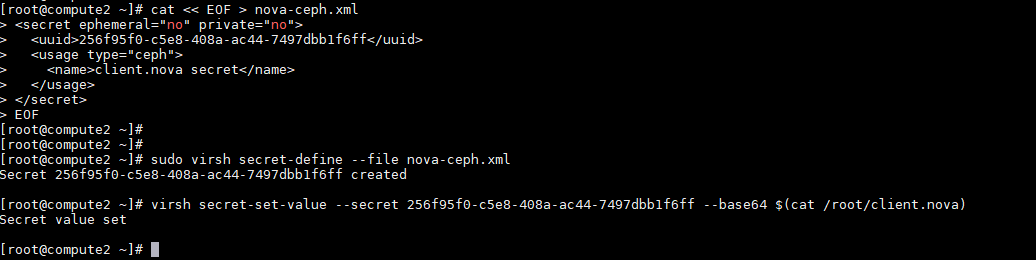 [root@compute2 ~]# cat << EOF > nova-ceph.xml
> <secret ephemeral="no" private="no">
>   <uuid>256f95f0-c5e8-408a-ac44-7497dbb1f6ff</uuid>
>   <usage type="ceph">
>     <name>client.nova secret</name>
>   </usage>
> </secret>
> EOF
[root@compute2 ~]#
[root@compute2 ~]#
[root@compute2 ~]# sudo virsh secret-define --file nova-ceph.xml
Secret 256f95f0-c5e8-408a-ac44-7497dbb1f6ff created
[root@compute2 ~]# virsh secret-set-value --secret 256f95f0-c5e8-408a-ac44-7497dbb1f6ff --base64 $(cat /root/client.nova)
Secret value set
[root@compute2 ~]#